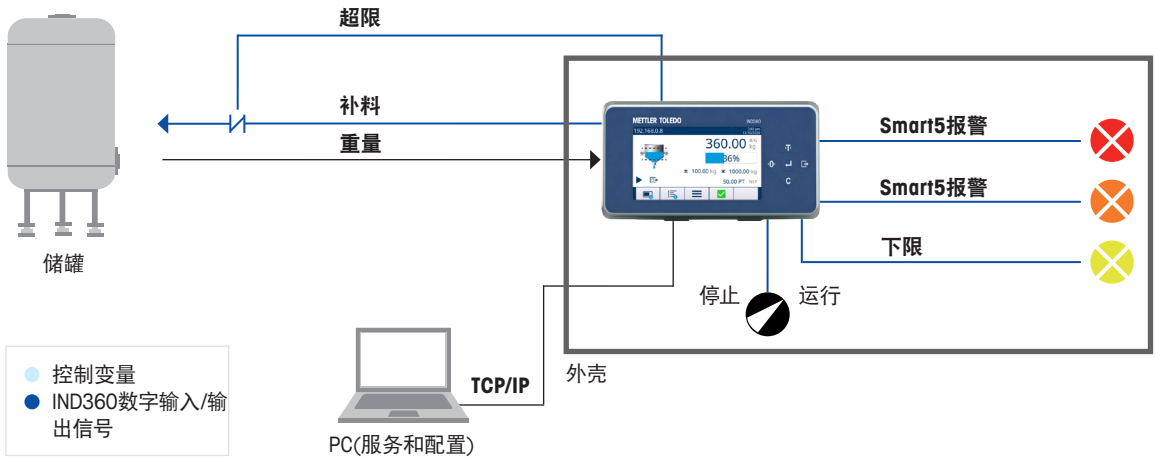 超限
补料
重量
储罐
METTLER TOLEDO
IND360
192.168.0.8
360.00 kg
36%
100.00 kg
1000.00 kg
50.00 PT
T
0
C
Smart5报警
Smart5报警
下限
停止
运行
外壳
TCP/IP
PC(服务和配置)
控制变量
IND360数字输入/输
出信号